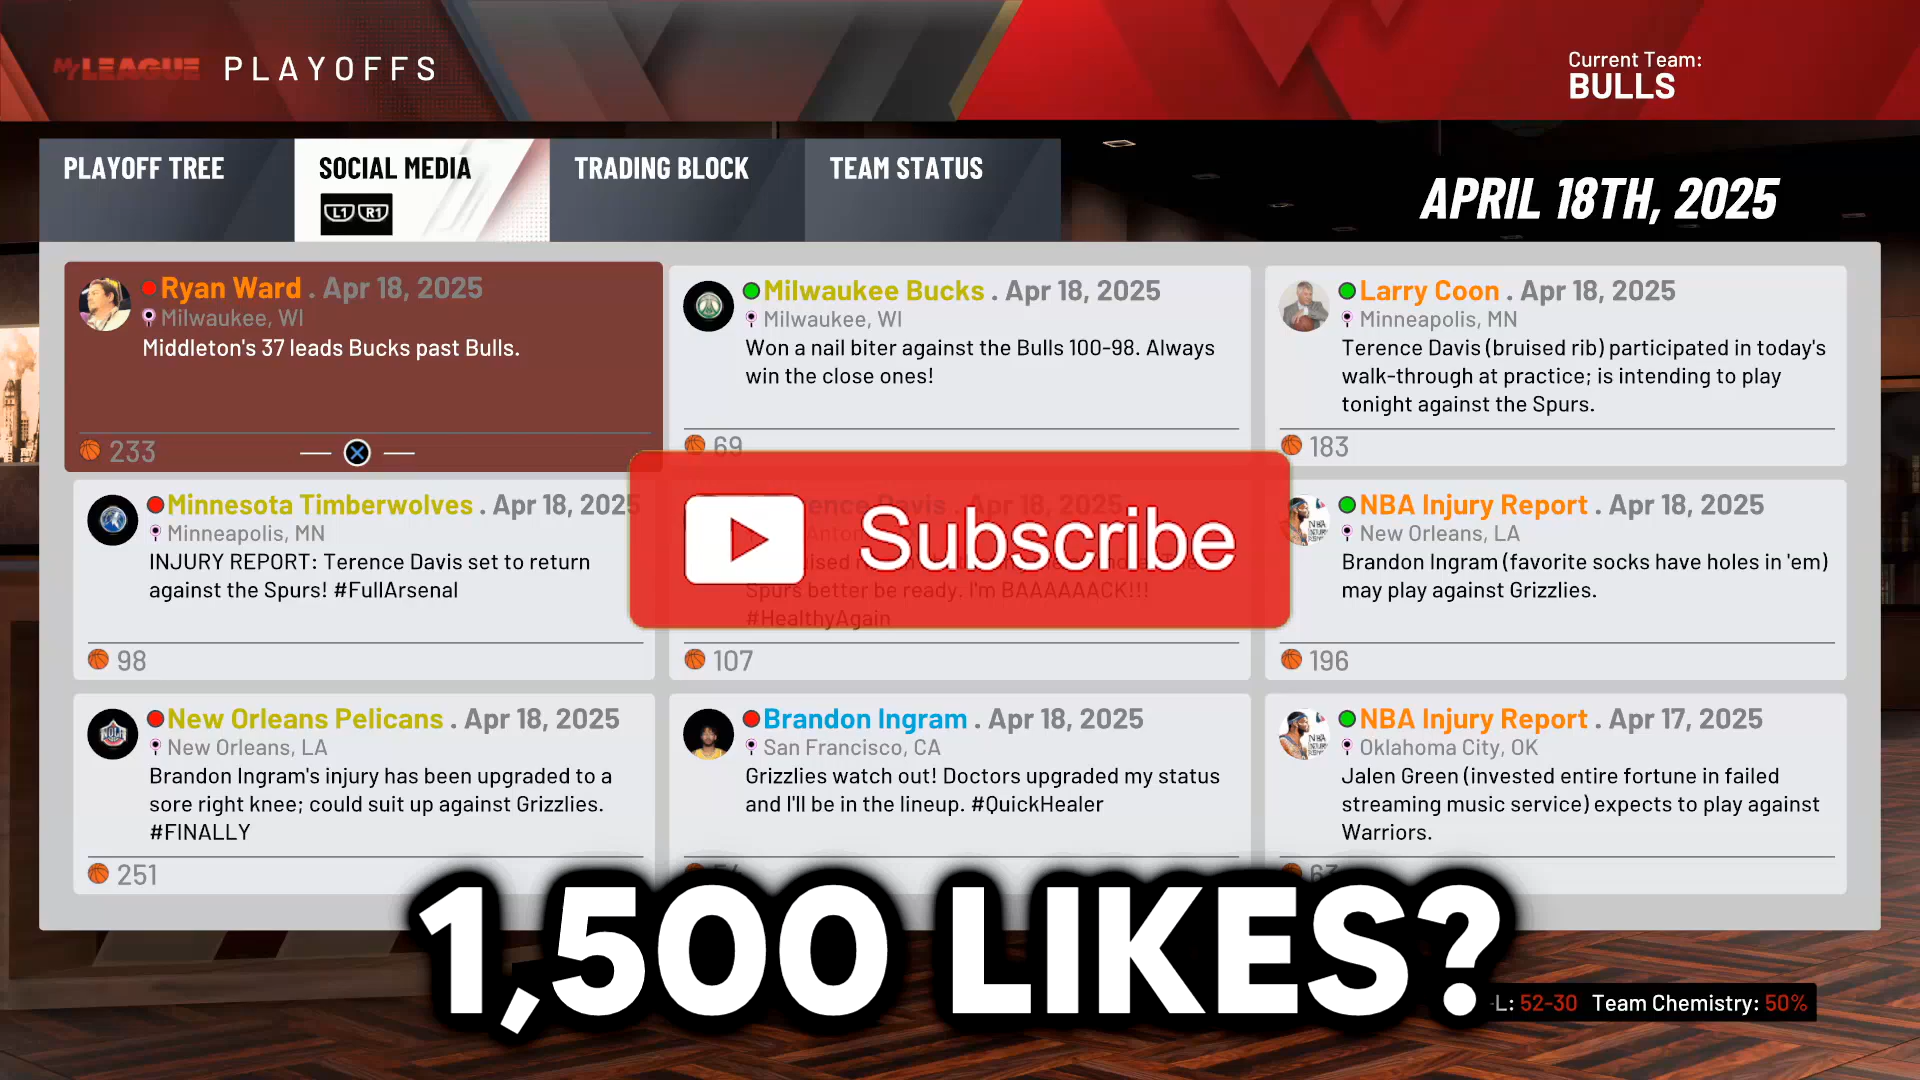 MyLEAGUE PLAYOFFS
Current Team:
BULLS
PLAYOFF TREE
SOCIAL MEDIA
L1 R1
TRADING BLOCK
TEAM STATUS
APRIL 18TH, 2025
Ryan Ward . Apr 18, 2025
Milwaukee, WI
Middleton's 37 leads Bucks past Bulls.
233
Milwaukee Bucks . Apr 18, 2025
Milwaukee, WI
Won a nail biter against the Bulls 100-98. Always
win the close ones!
69
Larry Coon . Apr 18, 2025
Minneapolis, MN
Terence Davis (bruised rib) participated in today's
walk-through at practice; is intending to play
tonight against the Spurs.
183
Minnesota Timberwolves . Apr 18, 2025
Minneapolis, MN
INJURY REPORT: Terence Davis set to return
against the Spurs! #FullArsenal
98
Davis . Apr 18, 2025
Subscribe
Spurs better be ready. I'm BAAAAAACK!!!
#HealthyAgain
107
NBA Injury Report . Apr 18, 2025
New Orleans, LA
Brandon Ingram (favorite socks have holes in 'em)
may play against Grizzlies.
196
New Orleans Pelicans . Apr 18, 2025
New Orleans, LA
Brandon Ingram's injury has been upgraded to a
sore right knee; could suit up against Grizzlies.
#FINALLY
251
Brandon Ingram . Apr 18, 2025
San Francisco, CA
Grizzlies watch out! Doctors upgraded my status
and I'll be in the lineup. #QuickHealer
NBA Injury Report . Apr 17, 2025
Oklahoma City, OK
Jalen Green (invested entire fortune in failed
streaming music service) expects to play against
Warriors.
1,500 LIKES?
-L: 52-30 Team Chemistry: 50%